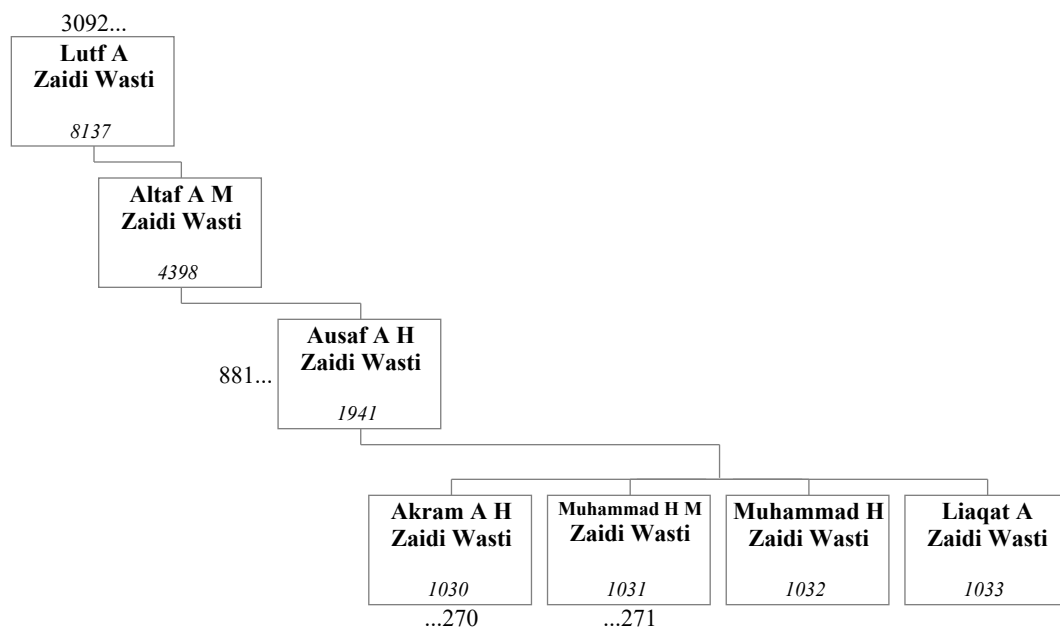 3092...
Lutf A
Zaidi Wasti
8137
Altaf A M
Zaidi Wasti
4398
Ausaf A H
Zaidi Wasti
881...
1941
Akram A H
Zaidi Wasti
1030
...270
Muhammad H M
Zaidi Wasti
1031
...271
Muhammad H
Zaidi Wasti
1032
Liaqat A
Zaidi Wasti
1033